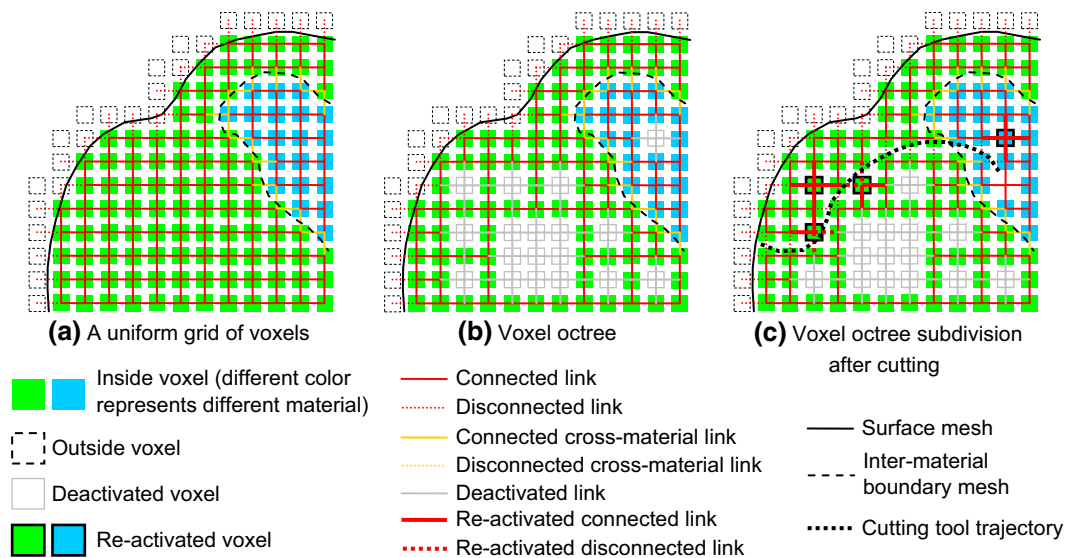 (a) A uniform grid of voxels
(b) Voxel octree
(c) Voxel octree subdivision
after cutting
Inside voxel (different color
represents different material)
Outside voxel
Deactivated voxel
Re-activated voxel
Connected link
Disconnected link
Connected cross-material link
Disconnected cross-material link
Deactivated link
Re-activated connected link
Re-activated disconnected link
Surface mesh
Inter-material
boundary mesh
Cutting tool trajectory